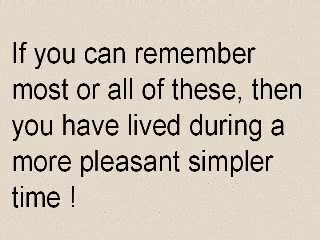 If you can remember
most or all of these, then
you have lived during a
more pleasant simpler
time !